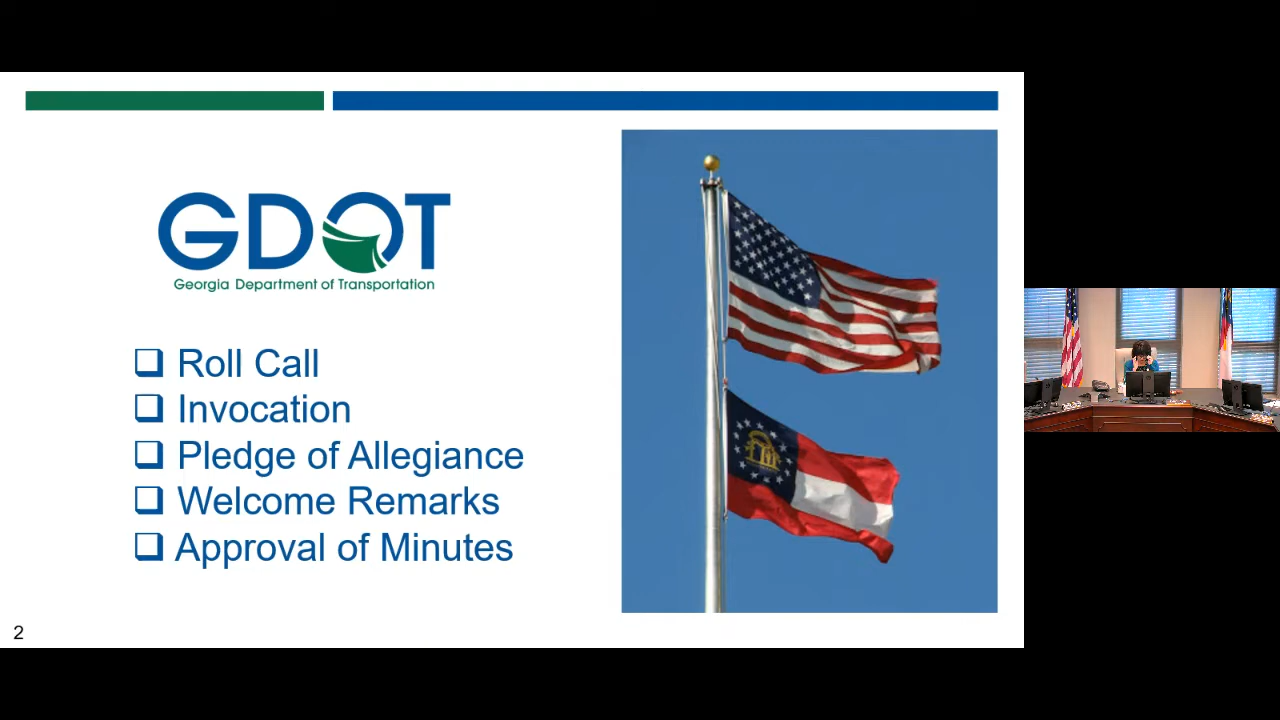 GDOT
Georgia Department of Transportation
Roll Call
Invocation
Pledge of Allegiance
Welcome Remarks
Approval of Minutes
2